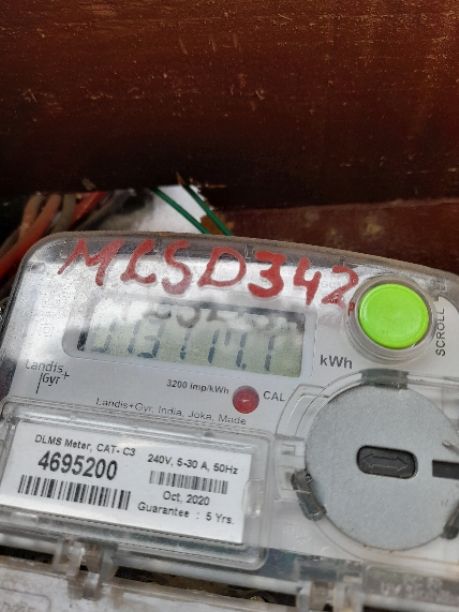 MCSD342
kWh
SCROLL
Landis+
Gyr
3200 imp/kWh
CAL
Landis+Gyr, India, Joka, Made
DLMS Meter, CAT- C3
4695200
240V, 5-30 A, 50Hz
Oct. 2020
Guarantee : 5 Yrs.